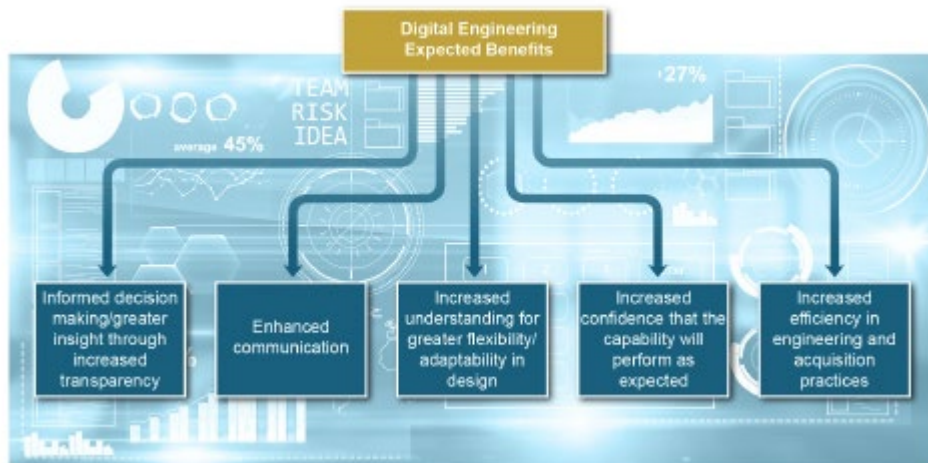 Digital Engineering
Expected Benefits
TEAM
RISK
IDEA
average 45%
27%
Informed decision
making/greater
insight through
increased
transparency
Enhanced
communication
Increased
understanding for
greater flexibility/
adaptability in
design
Increased
confidence that the
capability will
perform as
expected
Increased
efficiency in
engineering and
acquisition
practices